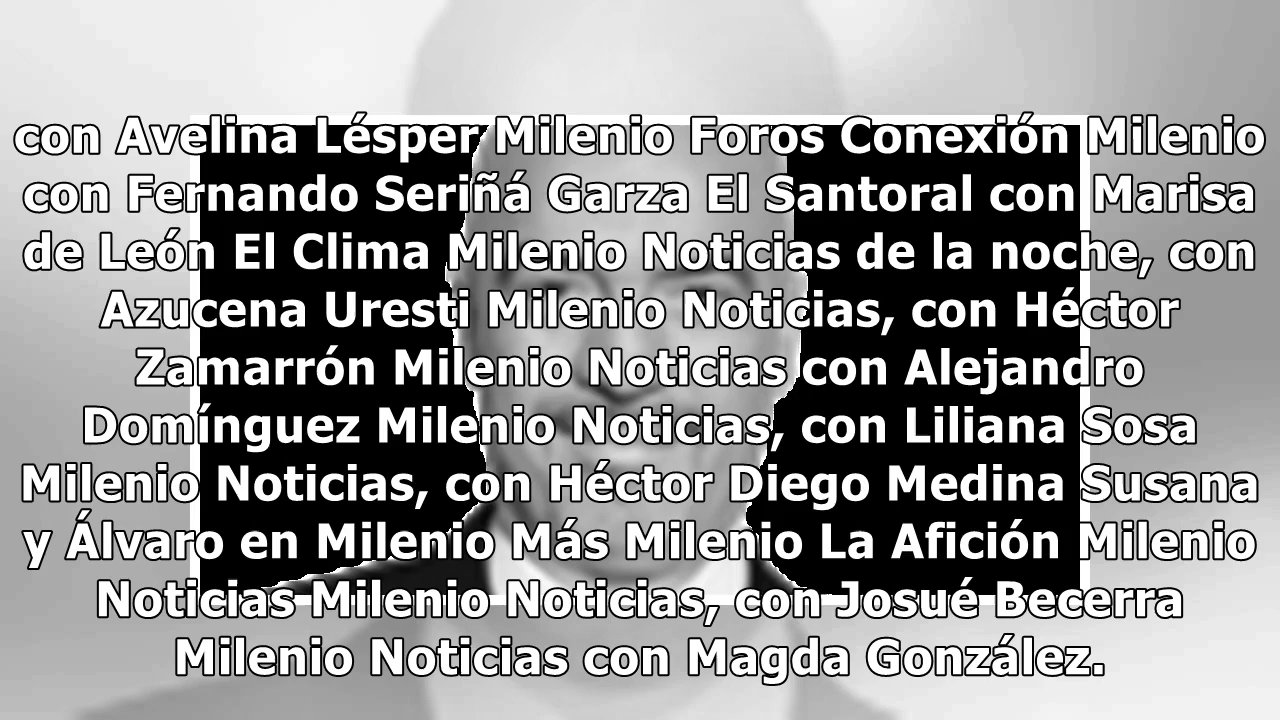 con Avelina Lésper Milenio Foros Conexión Milenio
con Fernando Seriñá Garza El Santoral con Marisa
de León El Clima Milenio Noticias de la noche, con
Azucena Uresti Milenio Noticias, con Héctor
Zamarrón Milenio Noticias con Alejandro
Domínguez Milenio Noticias, con Liliana Sosa
Milenio Noticias, con Héctor Diego Medina Susana
y Álvaro en Milenio Más Milenio La Afición Milenio
Noticias Milenio Noticias, con Josué Becerra
Milenio Noticias con Magda González.